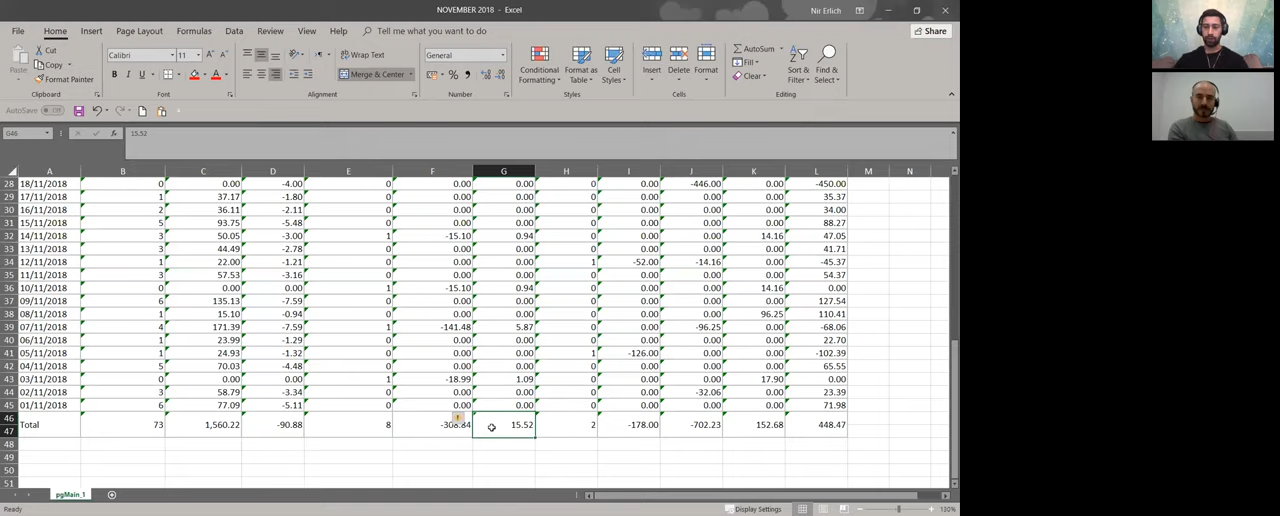 NOVEMBER 2018 - Excel
Nir Erlich
File Home Insert Page Layout Formulas Data Review View Help Tell me what you want to do Share
Paste Cut Copy Format Painter Clipboard
Calibri 11 Font
Wrap Text Merge & Center Alignment
General Number
Conditional Formatting Format as Table Cell Styles Styles
Insert Delete Format Cells
AutoSum Fill Clear Sort & Filter Find & Select Editing
AutoSave Off
G46 fx 15.52
A B C D E F G H I J K L M N
28 18/11/2018 0 0.00 -4.00 0 0.00 0.00 0 0.00 -446.00 0.00 -450.00
29 17/11/2018 1 37.17 -1.80 0 0.00 0.00 0 0.00 0.00 0.00 35.37
30 16/11/2018 2 36.11 -2.11 0 0.00 0.00 0 0.00 0.00 0.00 34.00
31 15/11/2018 5 93.75 -5.48 0 0.00 0.00 0 0.00 0.00 0.00 88.27
32 14/11/2018 3 50.05 -3.00 1 -15.10 0.94 0 0.00 0.00 14.16 47.05
33 13/11/2018 3 44.49 -2.78 0 0.00 0.00 0 0.00 0.00 0.00 41.71
34 12/11/2018 1 22.00 -1.21 0 0.00 0.00 1 -52.00 -14.16 0.00 -45.37
35 11/11/2018 3 57.53 -3.16 0 0.00 0.00 0 0.00 0.00 0.00 54.37
36 10/11/2018 0 0.00 0.00 1 -15.10 0.94 0 0.00 0.00 14.16 0.00
37 09/11/2018 6 135.13 -7.59 0 0.00 0.00 0 0.00 0.00 0.00 127.54
38 08/11/2018 1 15.10 -0.94 0 0.00 0.00 0 0.00 0.00 96.25 110.41
39 07/11/2018 4 171.39 -7.59 1 -141.48 5.87 0 0.00 -96.25 0.00 -68.06
40 06/11/2018 1 23.99 -1.29 0 0.00 0.00 0 0.00 0.00 0.00 22.70
41 05/11/2018 1 24.93 -1.32 0 0.00 0.00 1 -126.00 0.00 0.00 -102.39
42 04/11/2018 5 70.03 -4.48 0 0.00 0.00 0 0.00 0.00 0.00 65.55
43 03/11/2018 0 0.00 0.00 1 -18.99 1.09 0 0.00 0.00 17.90 0.00
44 02/11/2018 3 58.79 -3.34 0 0.00 0.00 0 0.00 -32.06 0.00 23.39
45 01/11/2018 6 77.09 -5.11 0 0.00 0.00 0 0.00 0.00 0.00 71.98
46
Total 73 1,560.22 -90.88 8 -308.84 15.52 2 -178.00 -702.23 152.68 448.47
47
48
49
50
51
pgMain_1
Ready Display Settings 130%